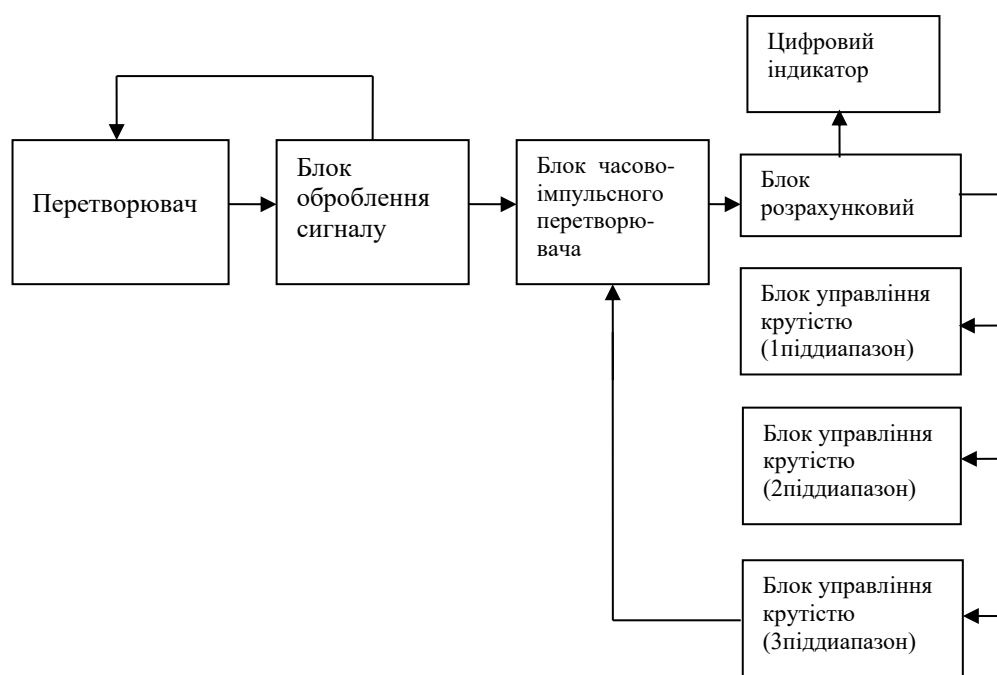 Цифровий
індикатор
Перетворювач
Блок
оброблення
сигналу
Блок часово-
імпульсного
перетворю-
вача
Блок
розрахунковий
Блок управління
крутістю
(1піддиапазон)
Блок управління
крутістю
(2піддиапазон)
Блок управління
крутістю
(3піддиапазон)